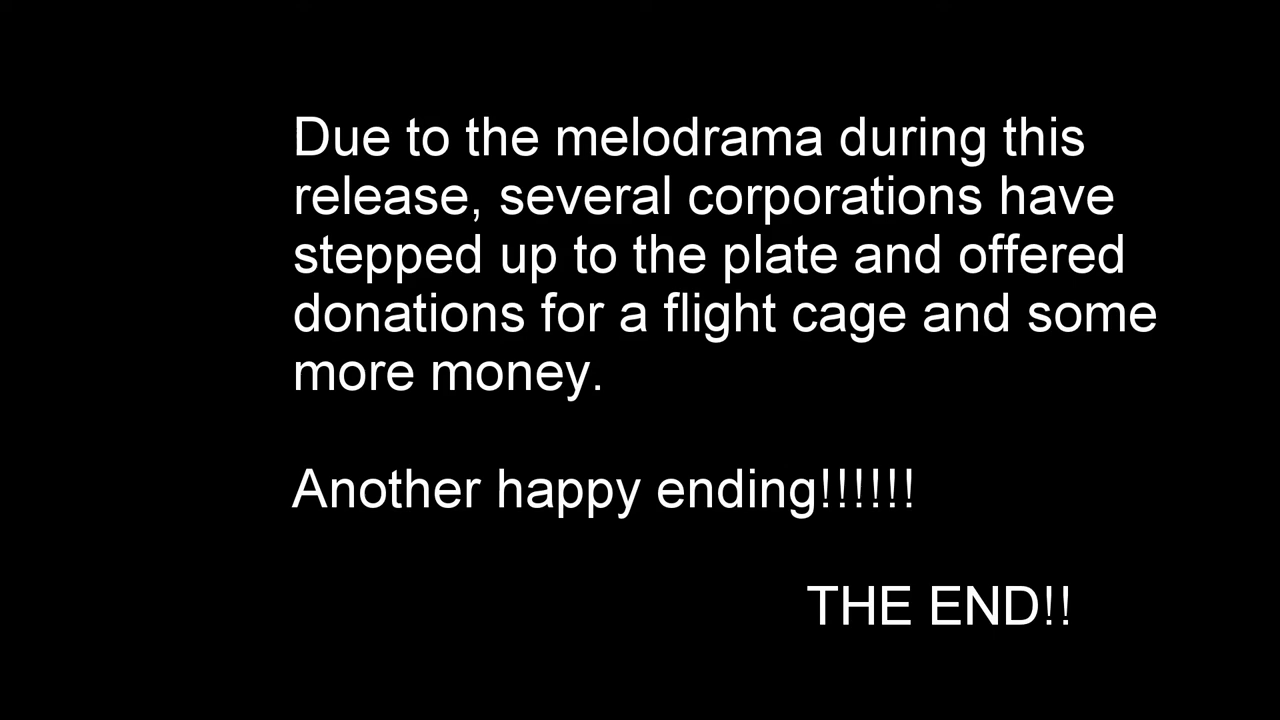 Due to the melodrama during this
release, several corporations have
stepped up to the plate and offered
donations for a flight cage and some
more money.
Another happy ending!!!!!!
THE END!!